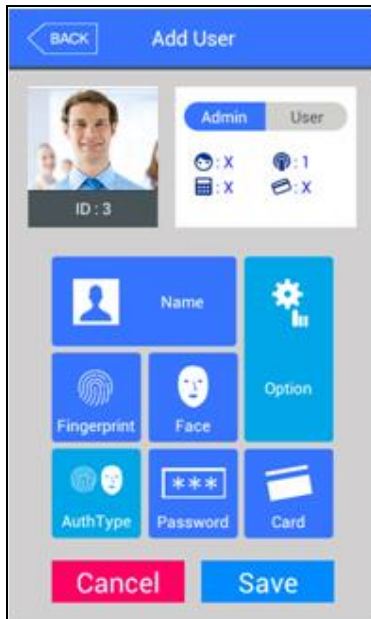 BACK
Add User
Admin User
: X : 1
: X : X
ID : 3
Name
Option
Fingerprint Face
***
AuthType Password Card
Cancel Save